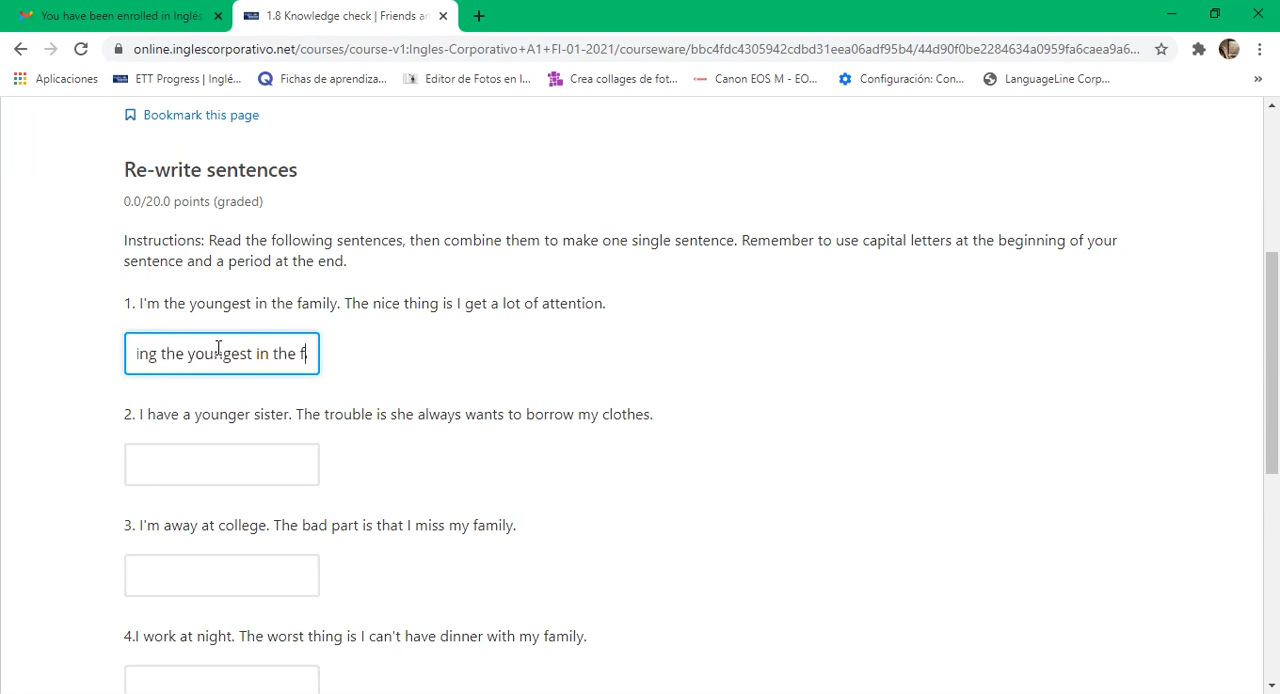 You have been enrolled in Inglés
1.8 Knowledge check | Friends an
online.inglescorporativo.net/courses/course-v1:Ingles-Corporativo+A1+FI-01-2021/courseware/bbc4fdc4305942cdbd31eea06adf95b4/44d90f0be2284634a0959fa6caea9a6...
Aplicaciones
ETT Progress | Inglé...
Fichas de aprendiza...
Editor de Fotos en l...
Crea collages de fot...
Canon EOS M - EO...
Configuración: Con...
LanguageLine Corp...
»
Bookmark this page
Re-write sentences
0.0/20.0 points (graded)
Instructions: Read the following sentences, then combine them to make one single sentence. Remember to use capital letters at the beginning of your
sentence and a period at the end.
1. I'm the youngest in the family. The nice thing is I get a lot of attention.
ing the youngest in the f
2. I have a younger sister. The trouble is she always wants to borrow my clothes.
3. I'm away at college. The bad part is that I miss my family.
4.I work at night. The worst thing is I can't have dinner with my family.